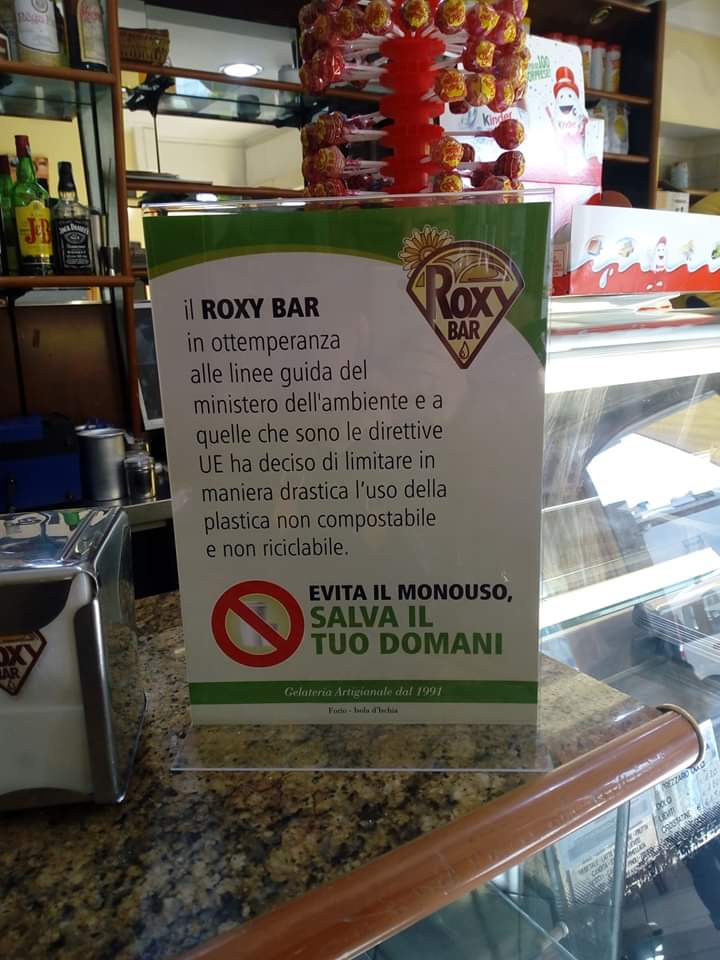 il ROXY BAR
in ottemperanza
alle linee guida del
ministero dell'ambiente e a
quelle che sono le direttive
UE ha deciso di limitare in
maniera drastica l'uso della
plastica non compostabile
e non riciclabile.
ROXY
BAR
EVITA IL MONOUSO,
SALVA IL
TUO DOMANI
Gelateria Artigianale dal 1991
Forio - Isola d'Ischia
J&B
JACK DANIEL'S
Kinder
OXY
BAR